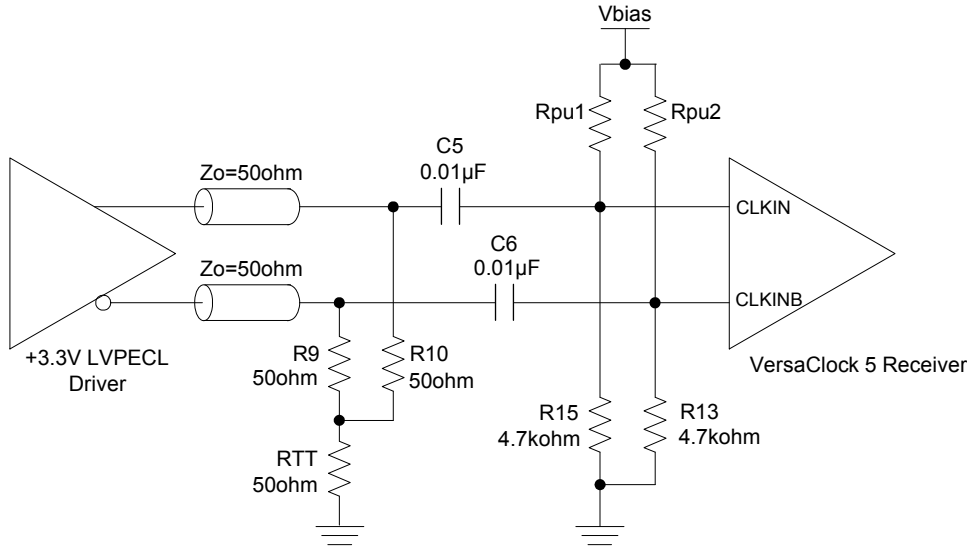 Vbias
Rpu1
Rpu2
C5
0.01µF
Zo=50ohm
CLKIN
C6
0.01µF
Zo=50ohm
CLKINB
+3.3V LVPECL
Driver
R9
50ohm
R10
50ohm
VersaClock 5 Receiver
R15
4.7kohm
R13
4.7kohm
RTT
50ohm